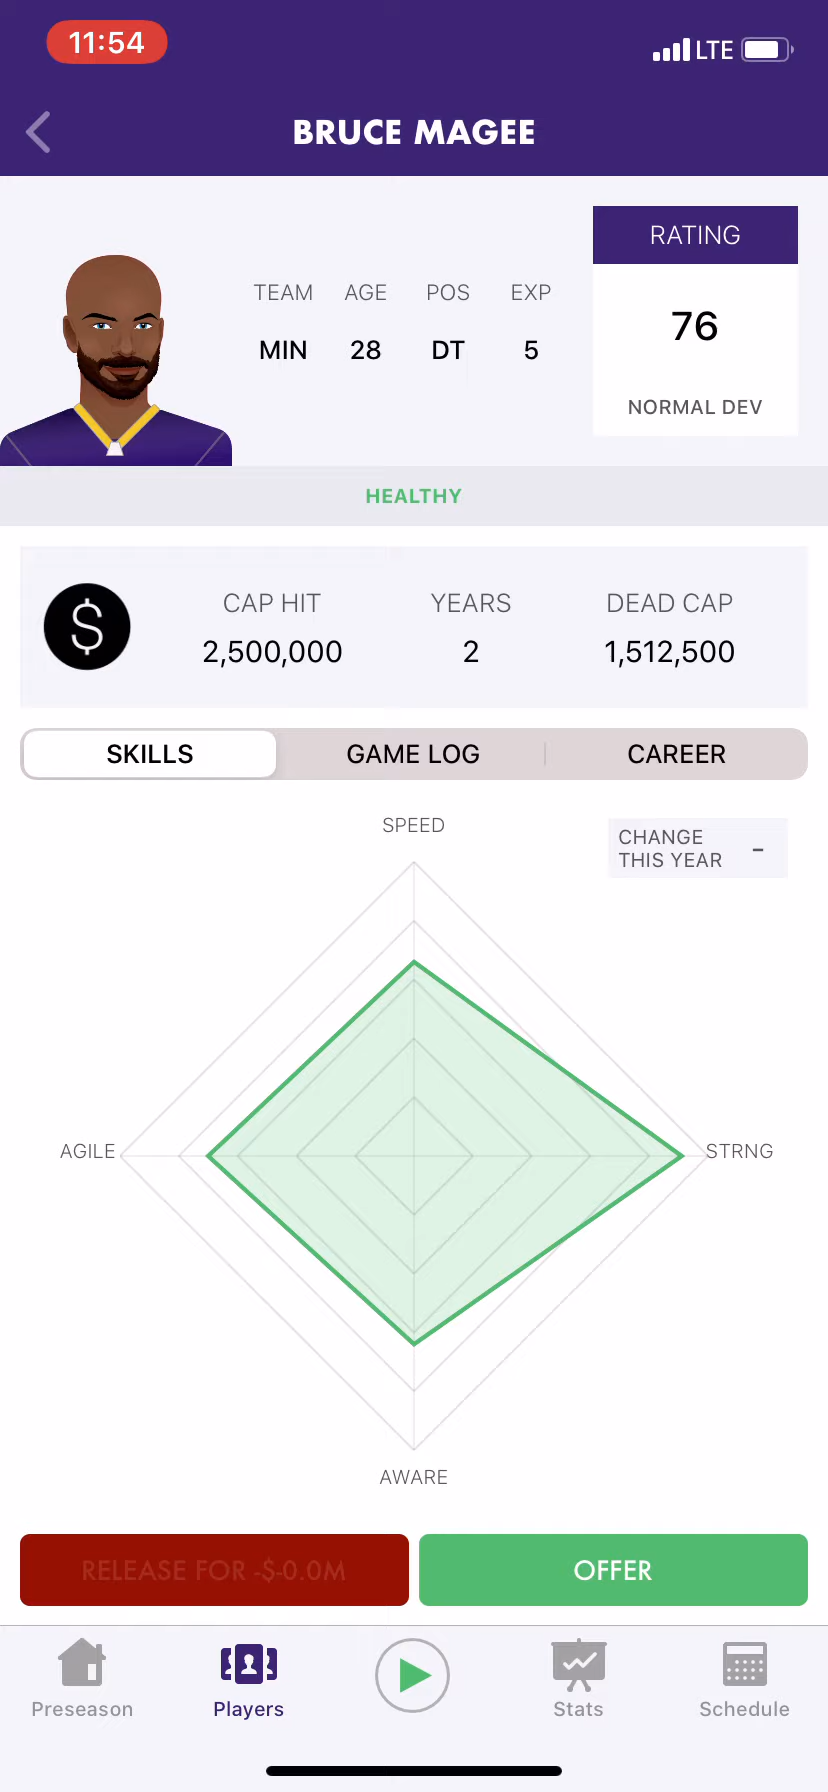 11:54
LTE
BRUCE MAGEE
RATING
76
NORMAL DEV
TEAM AGE POS EXP
MIN 28 DT 5
HEALTHY
$
CAP HIT YEARS DEAD CAP
2,500,000 2 1,512,500
SKILLS GAME LOG CAREER
SPEED
CHANGE
THIS YEAR -
AGILE
STRNG
AWARE
RELEASE FOR -$-0.0M
OFFER
Preseason Players Stats Schedule